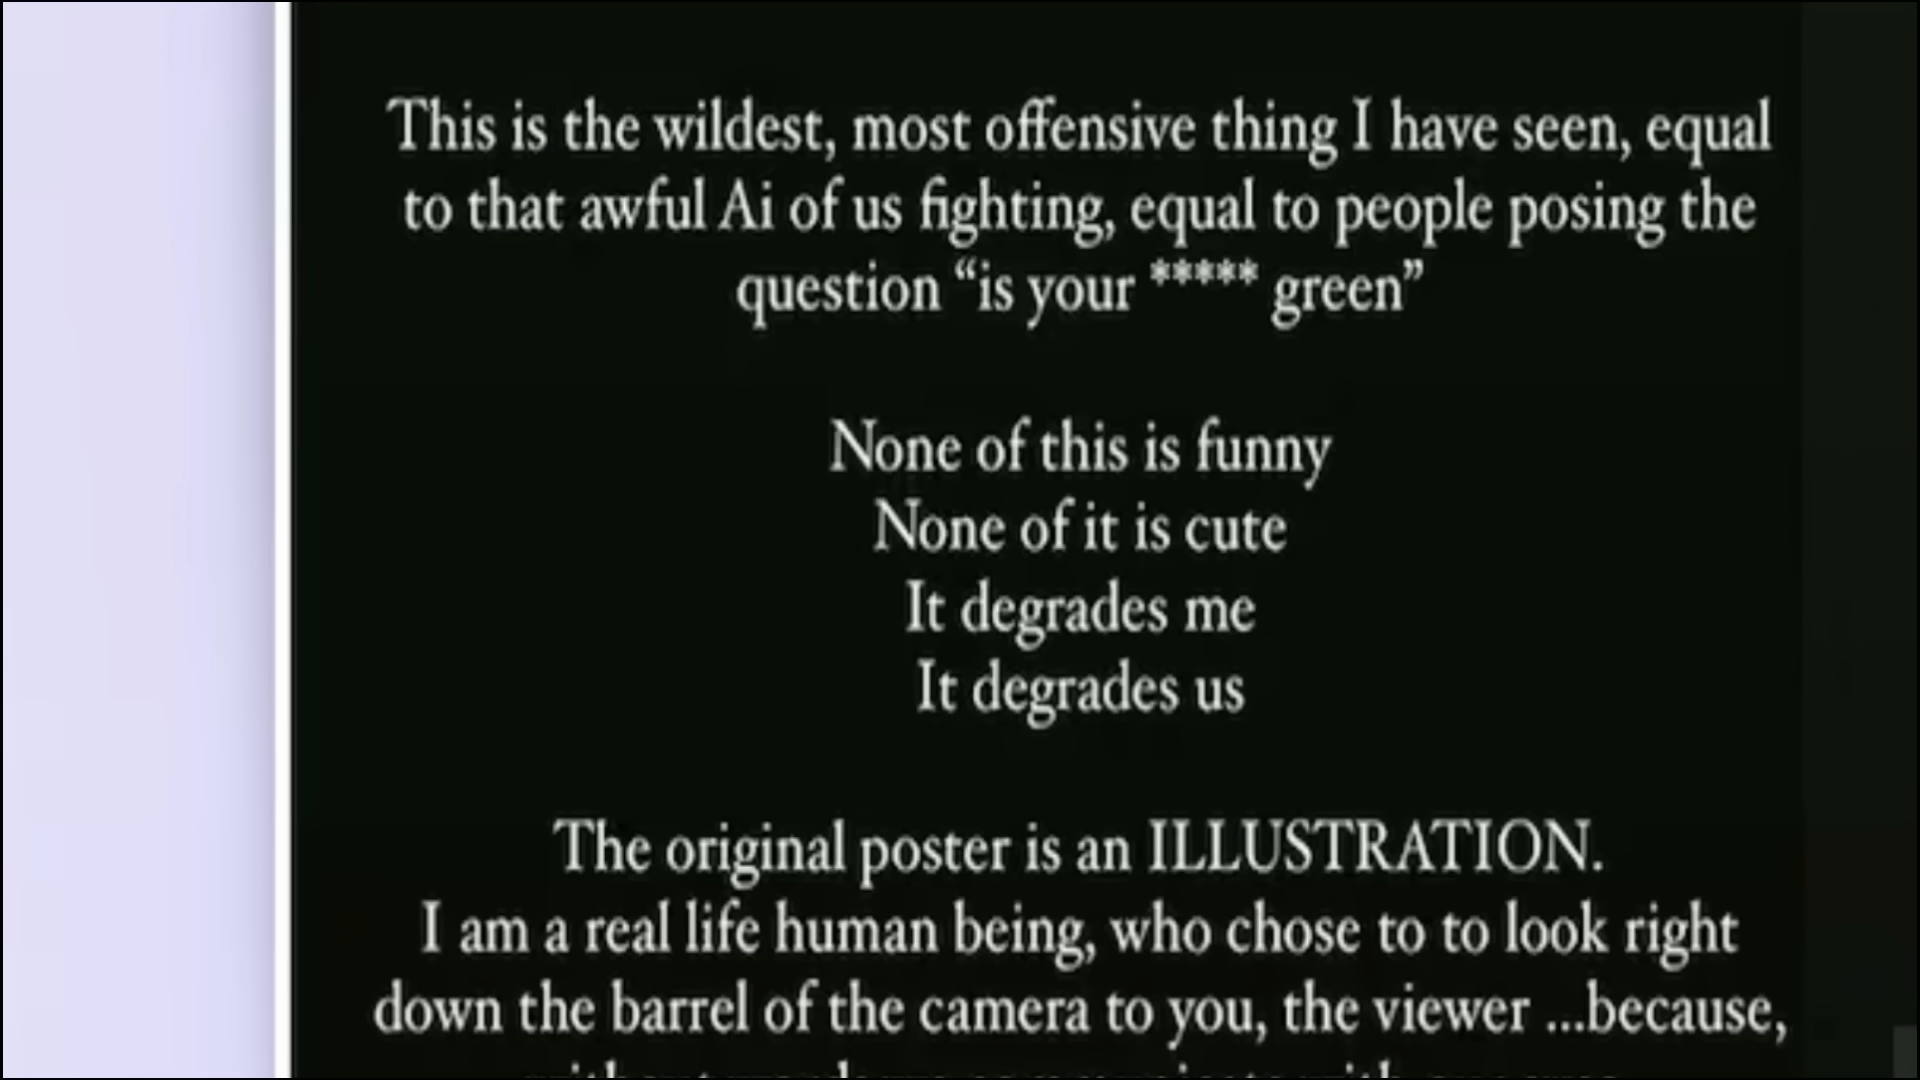 This is the wildest, most offensive thing I have seen, equal
to that awful Ai of us fighting, equal to people posing the
question “is your ***** green”
None of this is funny
None of it is cute
It degrades me
It degrades us
The original poster is an ILLUSTRATION.
I am a real life human being, who chose to to look right
down the barrel of the camera to you, the viewer ...because,